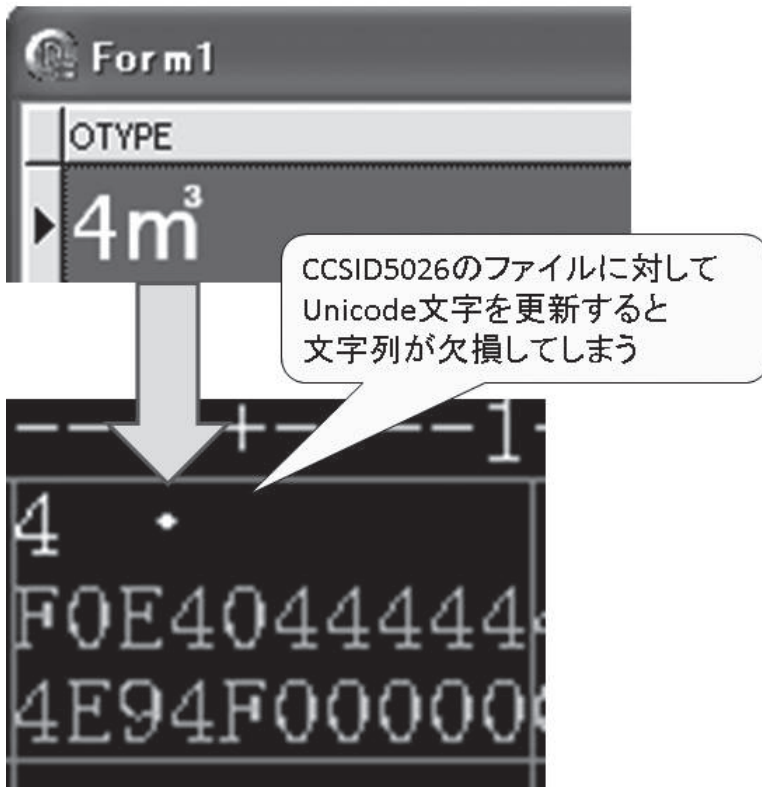 Form1
OTYPE
4㎥
CCSID5026のファイルに対して
Unicode文字を更新すると
文字列が欠損してしまう
-- + ---- 1 -
4 ・
F0E4044444
4E94F00000